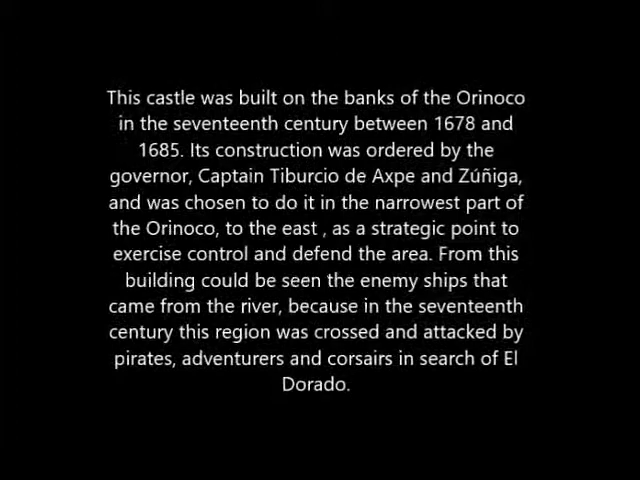 This castle was built on the banks of the Orinoco
in the seventeenth century between 1678 and
1685. Its construction was ordered by the
governor, Captain Tiburcio de Axpe and Zúñiga,
and was chosen to do it in the narrowest part of
the Orinoco, to the east , as a strategic point to
exercise control and defend the area. From this
building could be seen the enemy ships that
came from the river, because in the seventeenth
century this region was crossed and attacked by
pirates, adventurers and corsairs in search of El
Dorado.